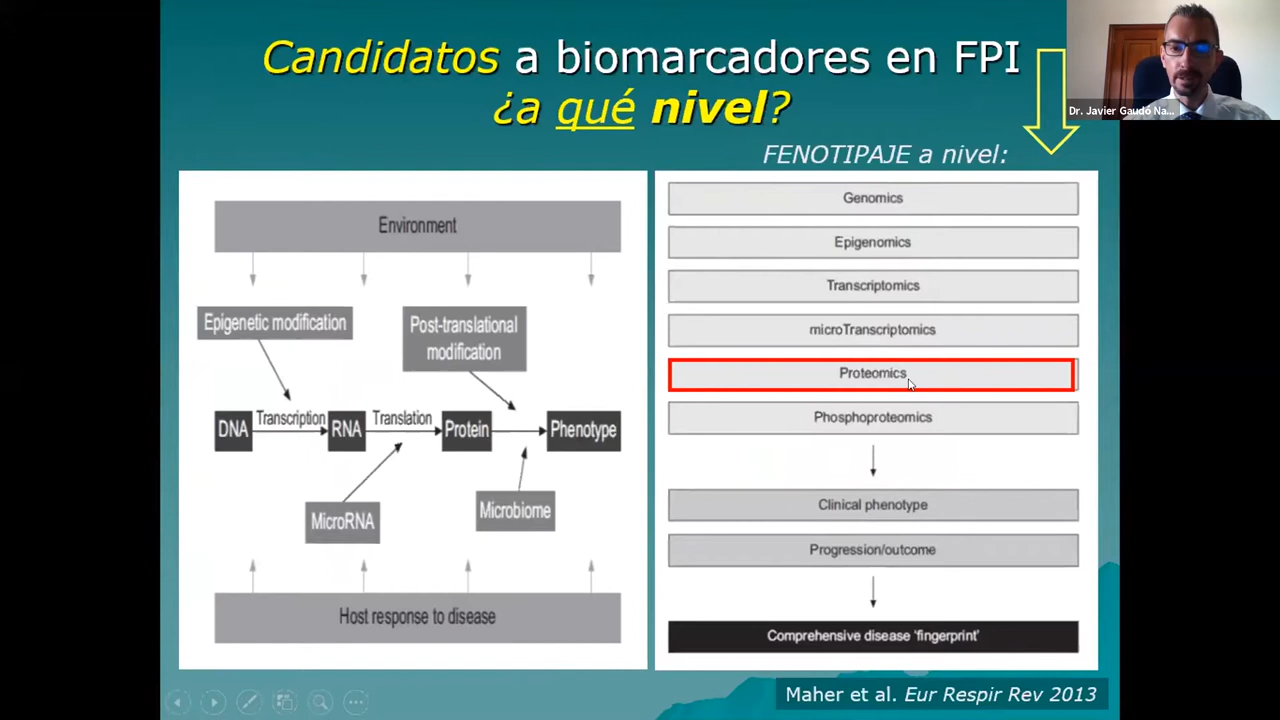 Candidatos a biomarcadores en FPI
¿a qué nivel?
Dr. Javier Gaudó Na...
FENOTIPAJE a nivel:
Environment
Epigenetic modification
Post-translational
modification
DNA
Transcription
RNA
Translation
Protein
Phenotype
MicroRNA
Microbiome
Host response to disease
Genomics
Epigenomics
Transcriptomics
microTranscriptomics
Proteomics
Phosphoproteomics
Clinical phenotype
Progression/outcome
Comprehensive disease 'fingerprint'
Maher et al. Eur Respir Rev 2013